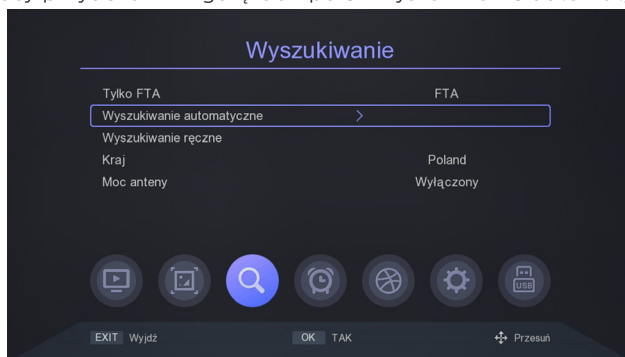 Wyszukiwanie
Tylko FTA FTA
Wyszukiwanie automatyczne >
Wyszukiwanie ręczne
Kraj Poland
Moc anteny Wyłączony
USB
EXIT Wyjdź OK TAK Przesuń